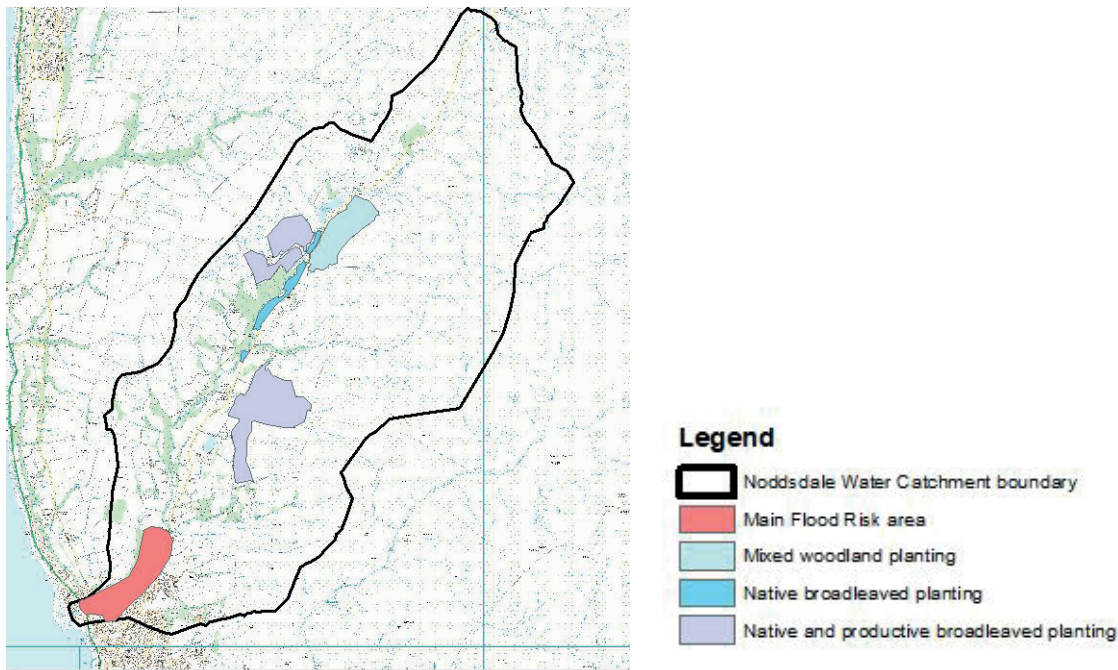 Legend
Noddsdale Water Catchment boundary
Main Flood Risk area
Mixed woodland planting
Native broadleaved planting
Native and productive broadleaved planting